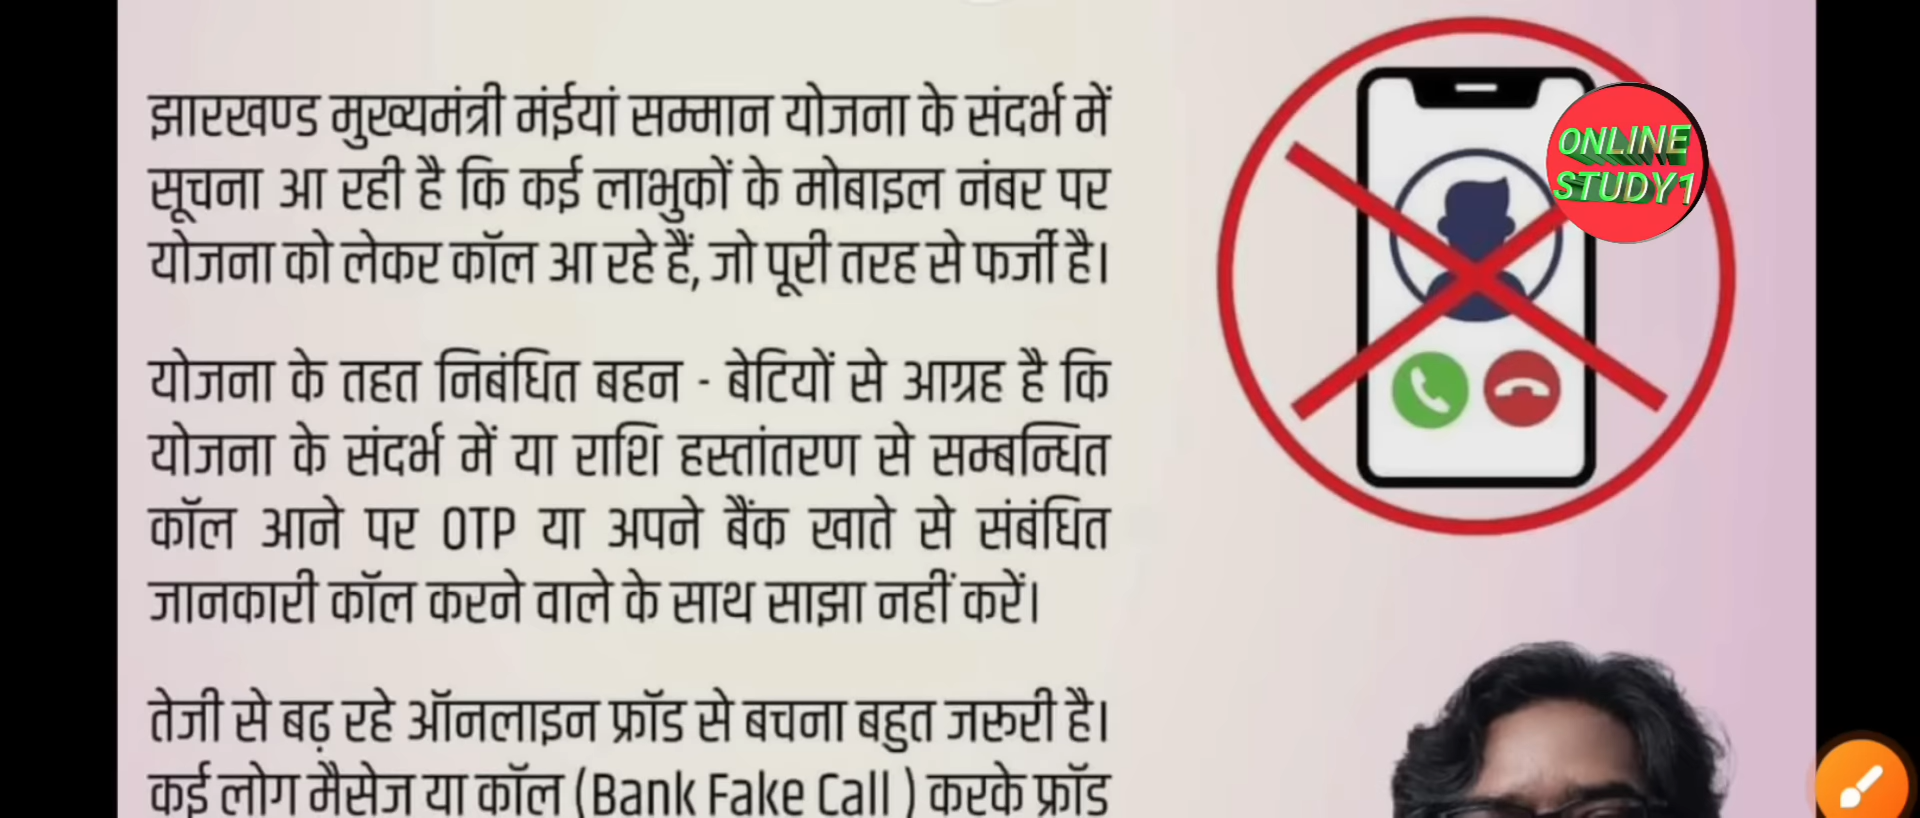 झारखण्ड मुख्यमंत्री मंईयां सम्मान योजना के संदर्भ में
सूचना आ रही है कि कई लाभुकों के मोबाइल नंबर पर
योजना को लेकर कॉल आ रहे हैं, जो पूरी तरह से फर्जी है।
योजना के तहत निबंधित बहन - बेटियों से आग्रह है कि
योजना के संदर्भ में या राशि हस्तांतरण से सम्बन्धित
कॉल आने पर OTP या अपने बैंक खाते से संबंधित
जानकारी कॉल करने वाले के साथ साझा नहीं करें।
तेजी से बढ़ रहे ऑनलाइन फ्रॉड से बचना बहुत जरूरी है।
कई लोग मैसेज या कॉल (Bank Fake Call ) करके फ्रॉड
ONLINE
STUDY1